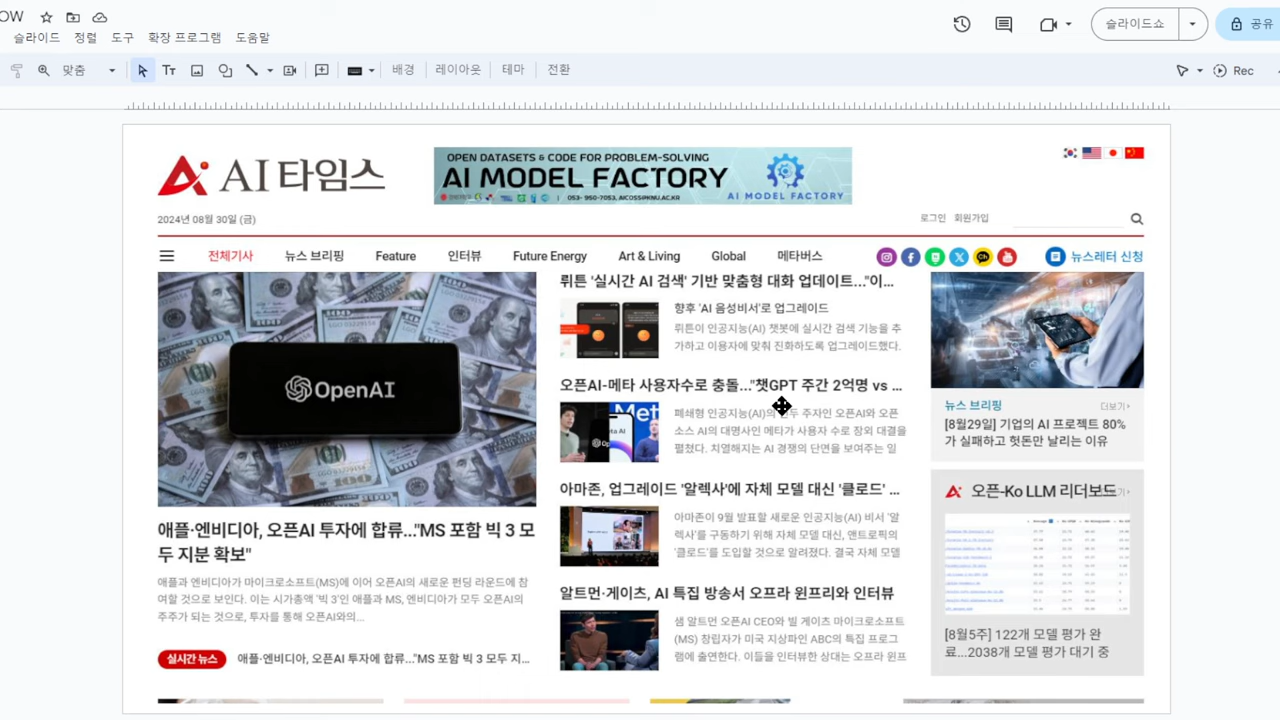 OW
슬라이드 정렬 도구 확장 프로그램 도움말
슬라이드쇼
공유
맞춤
Tт
배경 레이아웃 테마 전환
Rec
AI타임스
OPEN DATASETS & CODE FOR PROBLEM-SOLVING
AI MODEL FACTORY
053- 950-7053, AICOSS@KNU.AC.KR
AI MODEL FACTORY
2024년 08월 30일 (금)
로그인 회원가입
전체기사 뉴스 브리핑 Feature 인터뷰 Future Energy Art & Living Global 메타버스
뉴스레터 신청
OpenAI
애플·엔비디아, 오픈AI 투자에 합류..."MS 포함 빅 3 모
두 지분 확보"
애플과 엔비디아가 마이크로소프트(MS)에 이어 오픈AI의 새로운 펀딩 라운드에 참
여할 것으로 보인다. 이는 시가총액 '빅 3'인 애플과 MS, 엔비디아가 모두 오픈AI의
주주가 되는 것으로, 투자를 통해 오픈AI와의...
실시간 뉴스 애플·엔비디아, 오픈AI 투자에 합류..."MS 포함 빅 3 모두 지...
뤼튼 '실시간 AI 검색' 기반 맞춤형 대화 업데이트..."이...
향후 'AI 음성비서'로 업그레이드
뤼튼이 인공지능(AI) 챗봇에 실시간 검색 기능을 추
가하고 이용자에 맞춰 진화하도록 업그레이드했다.
오픈AI-메타 사용자수로 충돌..."챗GPT 주간 2억명 vs ...
폐쇄형 인공지능(AI)의 선두 주자인 오픈AI와 오픈
소스 AI의 대명사인 메타가 사용자 수로 장외 대결을
펼쳤다. 치열해지는 AI 경쟁의 단면을 보여주는 일
아마존, 업그레이드 '알렉사'에 자체 모델 대신 '클로드' ...
아마존이 9월 발표할 새로운 인공지능(AI) 비서 '알
렉사'를 구동하기 위해 자체 모델 대신, 앤트로픽의
'클로드'를 도입할 것으로 알려졌다. 결국 자체 모델
알트먼·게이츠, AI 특집 방송서 오프라 윈프리와 인터뷰
샘 알트먼 오픈AI CEO와 빌 게이츠 마이크로소프트
(MS) 창립자가 미국 지상파인 ABC의 특집 프로그
램에 출연한다. 이들을 인터뷰한 상대는 오프라 윈프
뉴스 브리핑 더보기
[8월29일] 기업의 AI 프로젝트 80%
가 실패하고 헛돈만 날리는 이유
오픈-Ko LLM 리더보드
[8월5주] 122개 모델 평가 완
료...2038개 모델 평가 대기 중